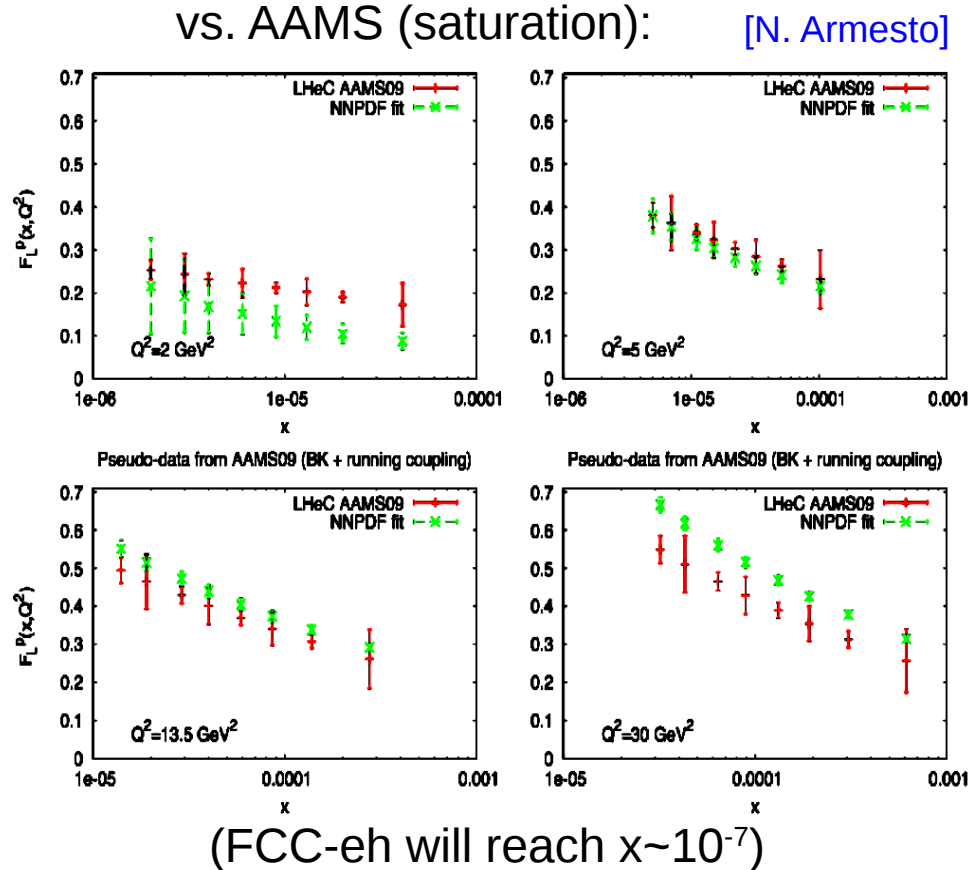 vs. AAMS (saturation): [N. Armesto]
LHeC AAMS09
NNPDF fit
0.7
0.6
0.5
0.4
0.3
0.2
0.1
0
F_L^p(x,Q^2)
Q^2=2 GeV^2
1e-06 1e-05 0.0001
x
LHeC AAMS09
NNPDF fit
0.7
0.6
0.5
0.4
0.3
0.2
0.1
0
Q^2=5 GeV^2
1e-06 1e-05 0.0001 0.001
x
Pseudo-data from AAMS09 (BK + running coupling)
LHeC AAMS09
NNPDF fit
0.7
0.6
0.5
0.4
0.3
0.2
0.1
0
F_L^p(x,Q^2)
Q^2=13.5 GeV^2
1e-05 0.0001 0.001
x
Pseudo-data from AAMS09 (BK + running coupling)
LHeC AAMS09
NNPDF fit
0.7
0.6
0.5
0.4
0.3
0.2
0.1
0
Q^2=30 GeV^2
1e-05 0.0001 0.001
x
(FCC-eh will reach x~10^-7)